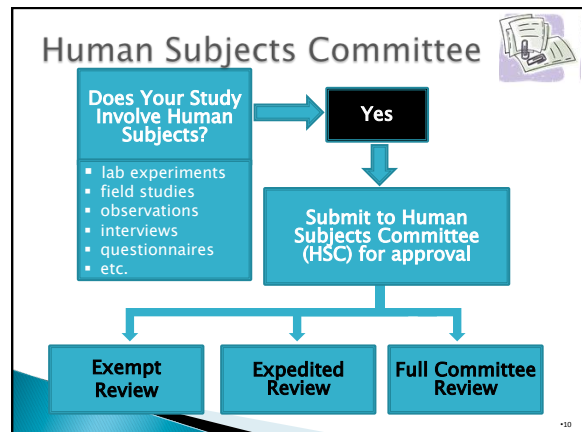 Human Subjects Committee
Does Your Study
Involve Human
Subjects?
▪ lab experiments
▪ field studies
▪ observations
▪ interviews
▪ questionnaires
▪ etc.
Yes
Submit to Human
Subjects Committee
(HSC) for approval
Exempt
Review
Expedited
Review
Full Committee
Review
•10